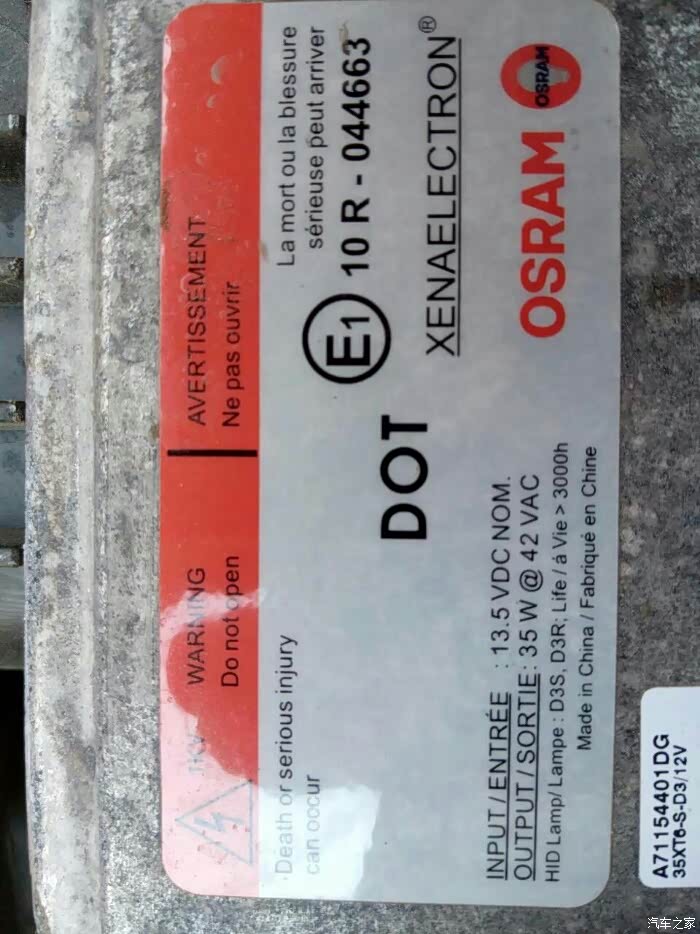 1KV
WARNING
Do not open
AVERTISSEMENT
Ne pas ouvrir
Death or serious injury
can occur
La mort ou la blessure
sérieuse peut arriver
E1 10 R - 044663
DOT
XENAELECTRON®
INPUT / ENTRÉE : 13.5 VDC NOM.
OUTPUT / SORTIE : 35 W @ 42 VAC
HID Lamp/ Lampe : D3S, D3R; Life / á Vie > 3000h
Made in China / Fabriqué en Chine
OSRAM
OSRAM
A71154401DG
35XT6-S-D3/12V
汽车之家